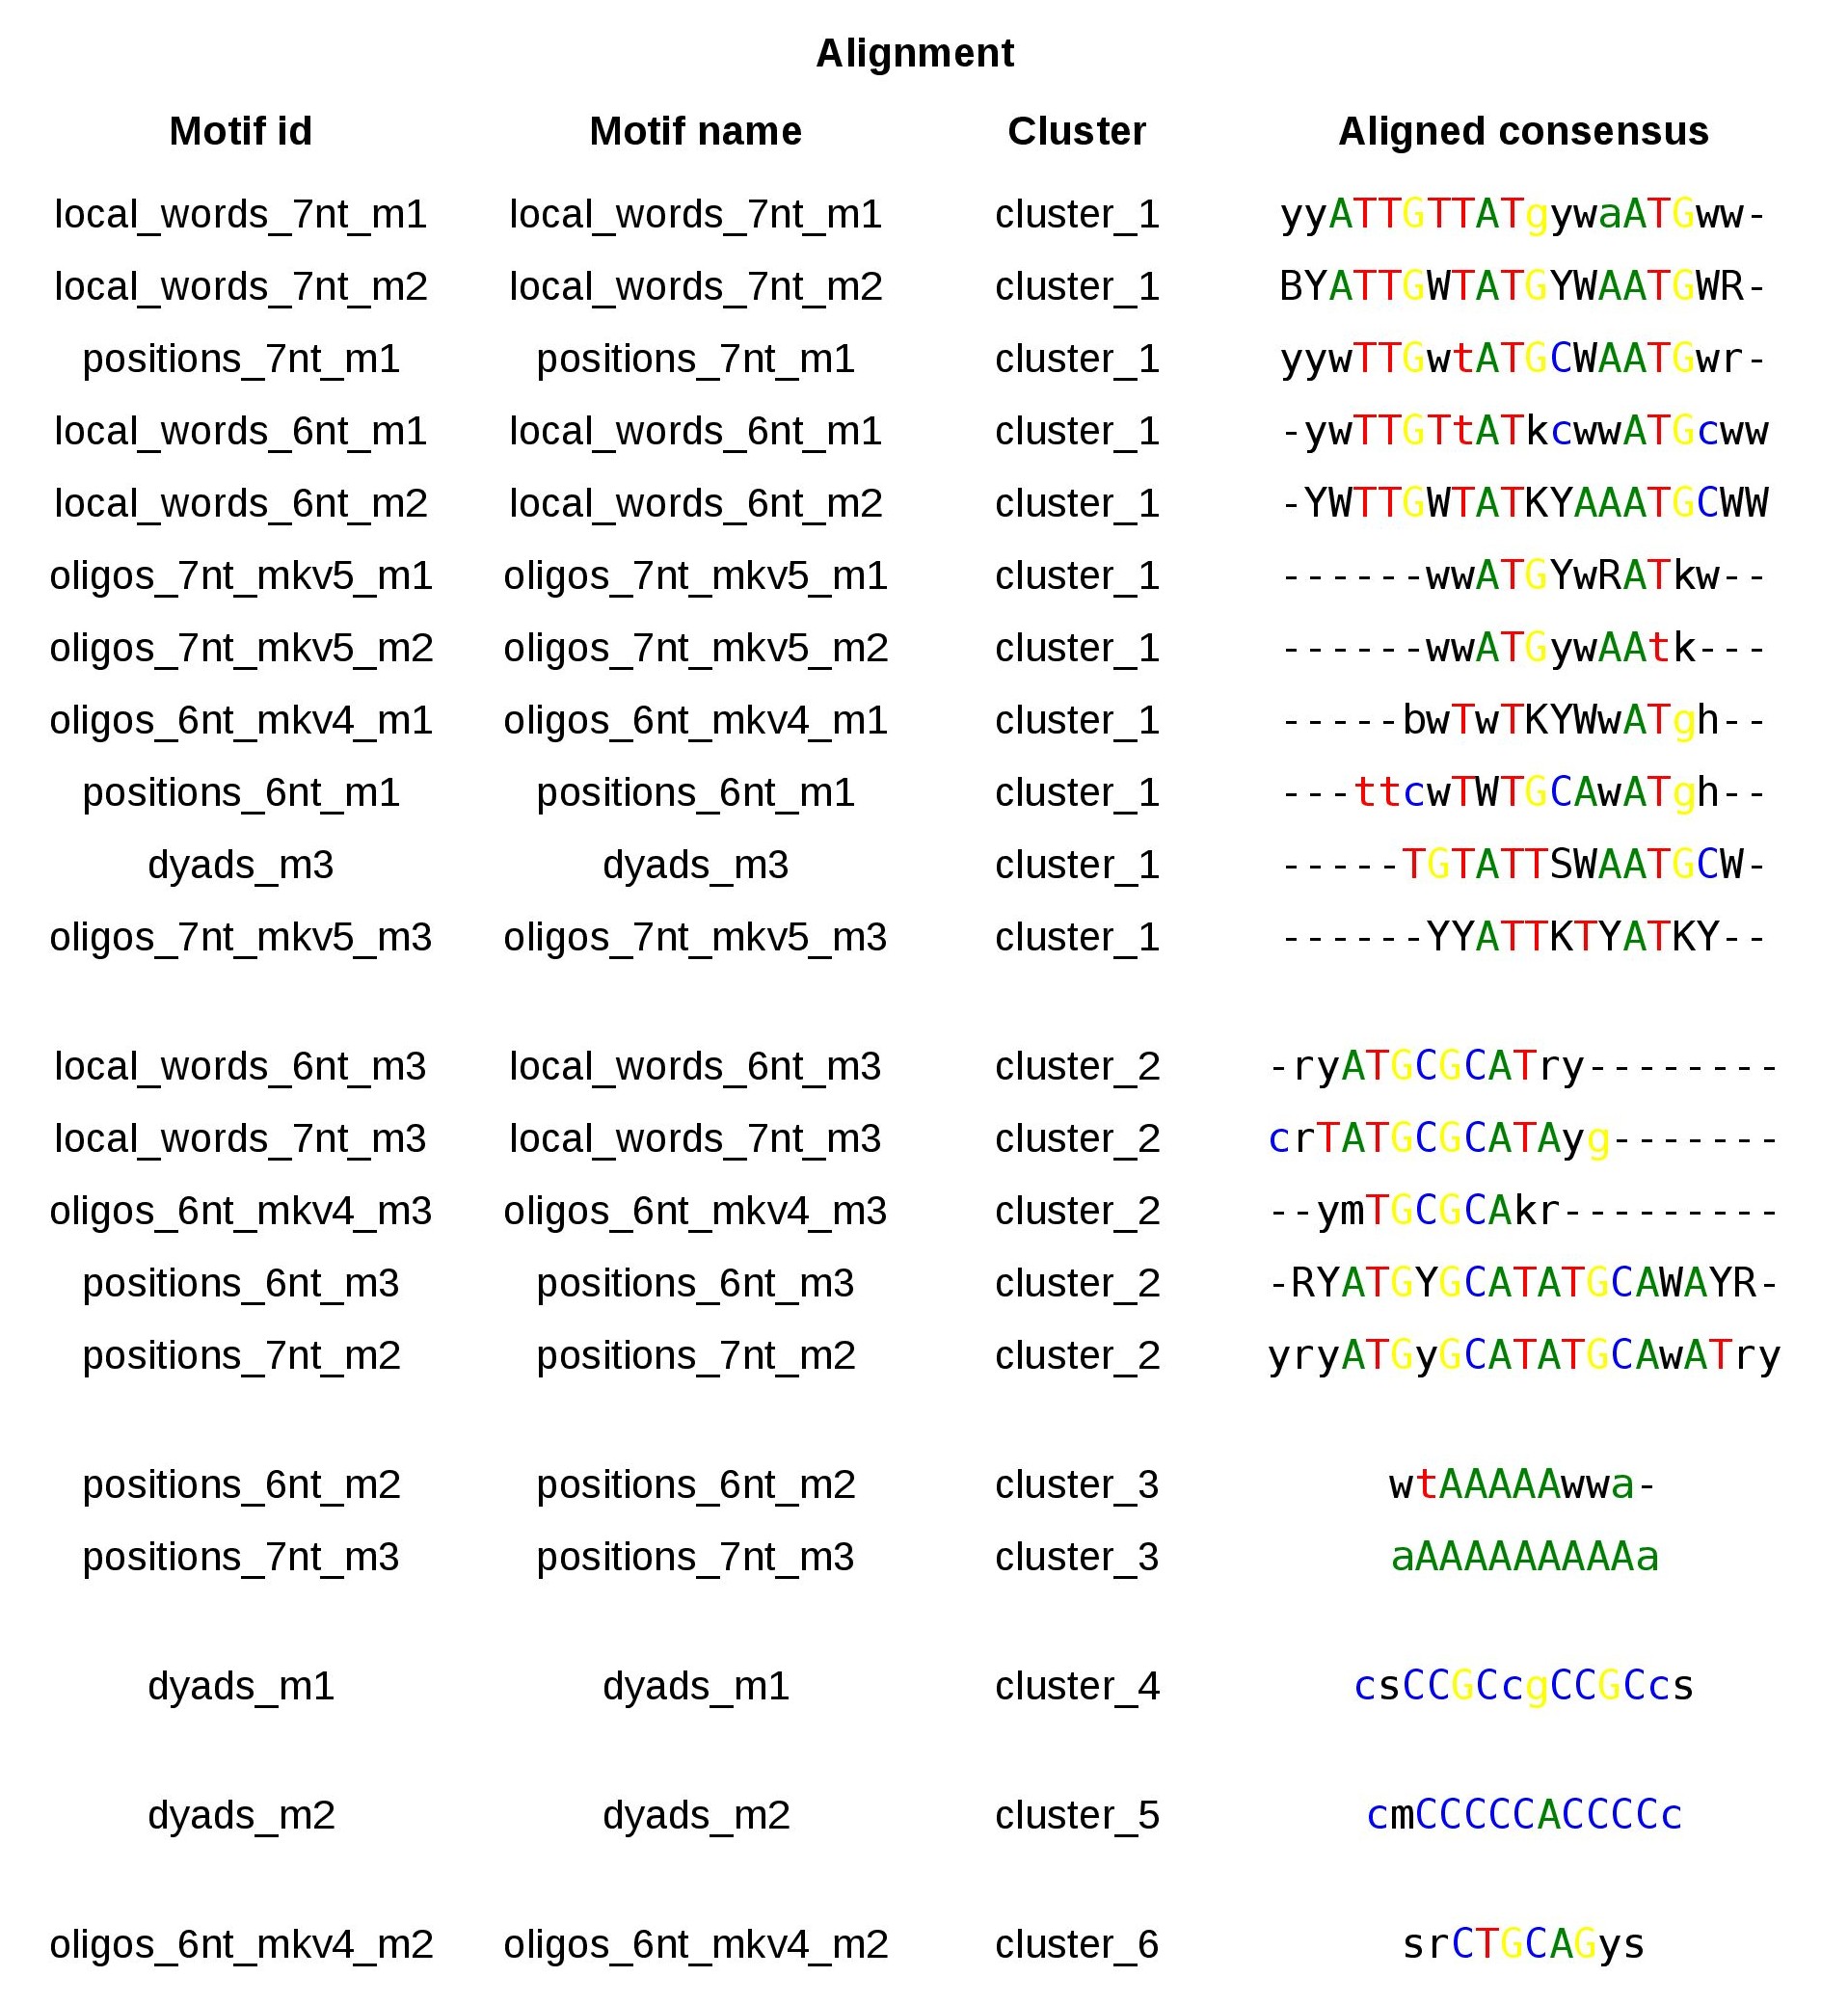 Alignment
Motif id Motif name Cluster Aligned consensus
local_words_7nt_m1 local_words_7nt_m1 cluster_1 yyATTGTTATgywaATGww-
local_words_7nt_m2 local_words_7nt_m2 cluster_1 BYATTGWTATGYWAATGWR-
positions_7nt_m1 positions_7nt_m1 cluster_1 yywTTGwtATGCWAATGwr-
local_words_6nt_m1 local_words_6nt_m1 cluster_1 -ywTTGTtATkcwwATGcww
local_words_6nt_m2 local_words_6nt_m2 cluster_1 -YWTTGWTATKYAAATGCWW
oligos_7nt_mkv5_m1 oligos_7nt_mkv5_m1 cluster_1 ------wwATGYwRATkw--
oligos_7nt_mkv5_m2 oligos_7nt_mkv5_m2 cluster_1 ------wwATGywAAtk---
oligos_6nt_mkv4_m1 oligos_6nt_mkv4_m1 cluster_1 -----bwTwTKYWwATgh--
positions_6nt_m1 positions_6nt_m1 cluster_1 ---ttcwTWTGCAwATgh--
dyads_m3 dyads_m3 cluster_1 -----TGTATTSWAATGCW-
oligos_7nt_mkv5_m3 oligos_7nt_mkv5_m3 cluster_1 ------YYATTKTYATKY--
local_words_6nt_m3 local_words_6nt_m3 cluster_2 -ryATGCGCATry--------
local_words_7nt_m3 local_words_7nt_m3 cluster_2 crTATGCGCATAyg-------
oligos_6nt_mkv4_m3 oligos_6nt_mkv4_m3 cluster_2 --ymTGCGCAkr---------
positions_6nt_m3 positions_6nt_m3 cluster_2 -RYATGYGCATATGCAWAYR-
positions_7nt_m2 positions_7nt_m2 cluster_2 yryATGyGCATATGCAwATry
positions_6nt_m2 positions_6nt_m2 cluster_3 wtAAAAAwwa-
positions_7nt_m3 positions_7nt_m3 cluster_3 aAAAAAAAAAa
dyads_m1 dyads_m1 cluster_4 csCCGCcgCCGCcs
dyads_m2 dyads_m2 cluster_5 cmCCCCCACCCCc
oligos_6nt_mkv4_m2 oligos_6nt_mkv4_m2 cluster_6 srCTGCAGys